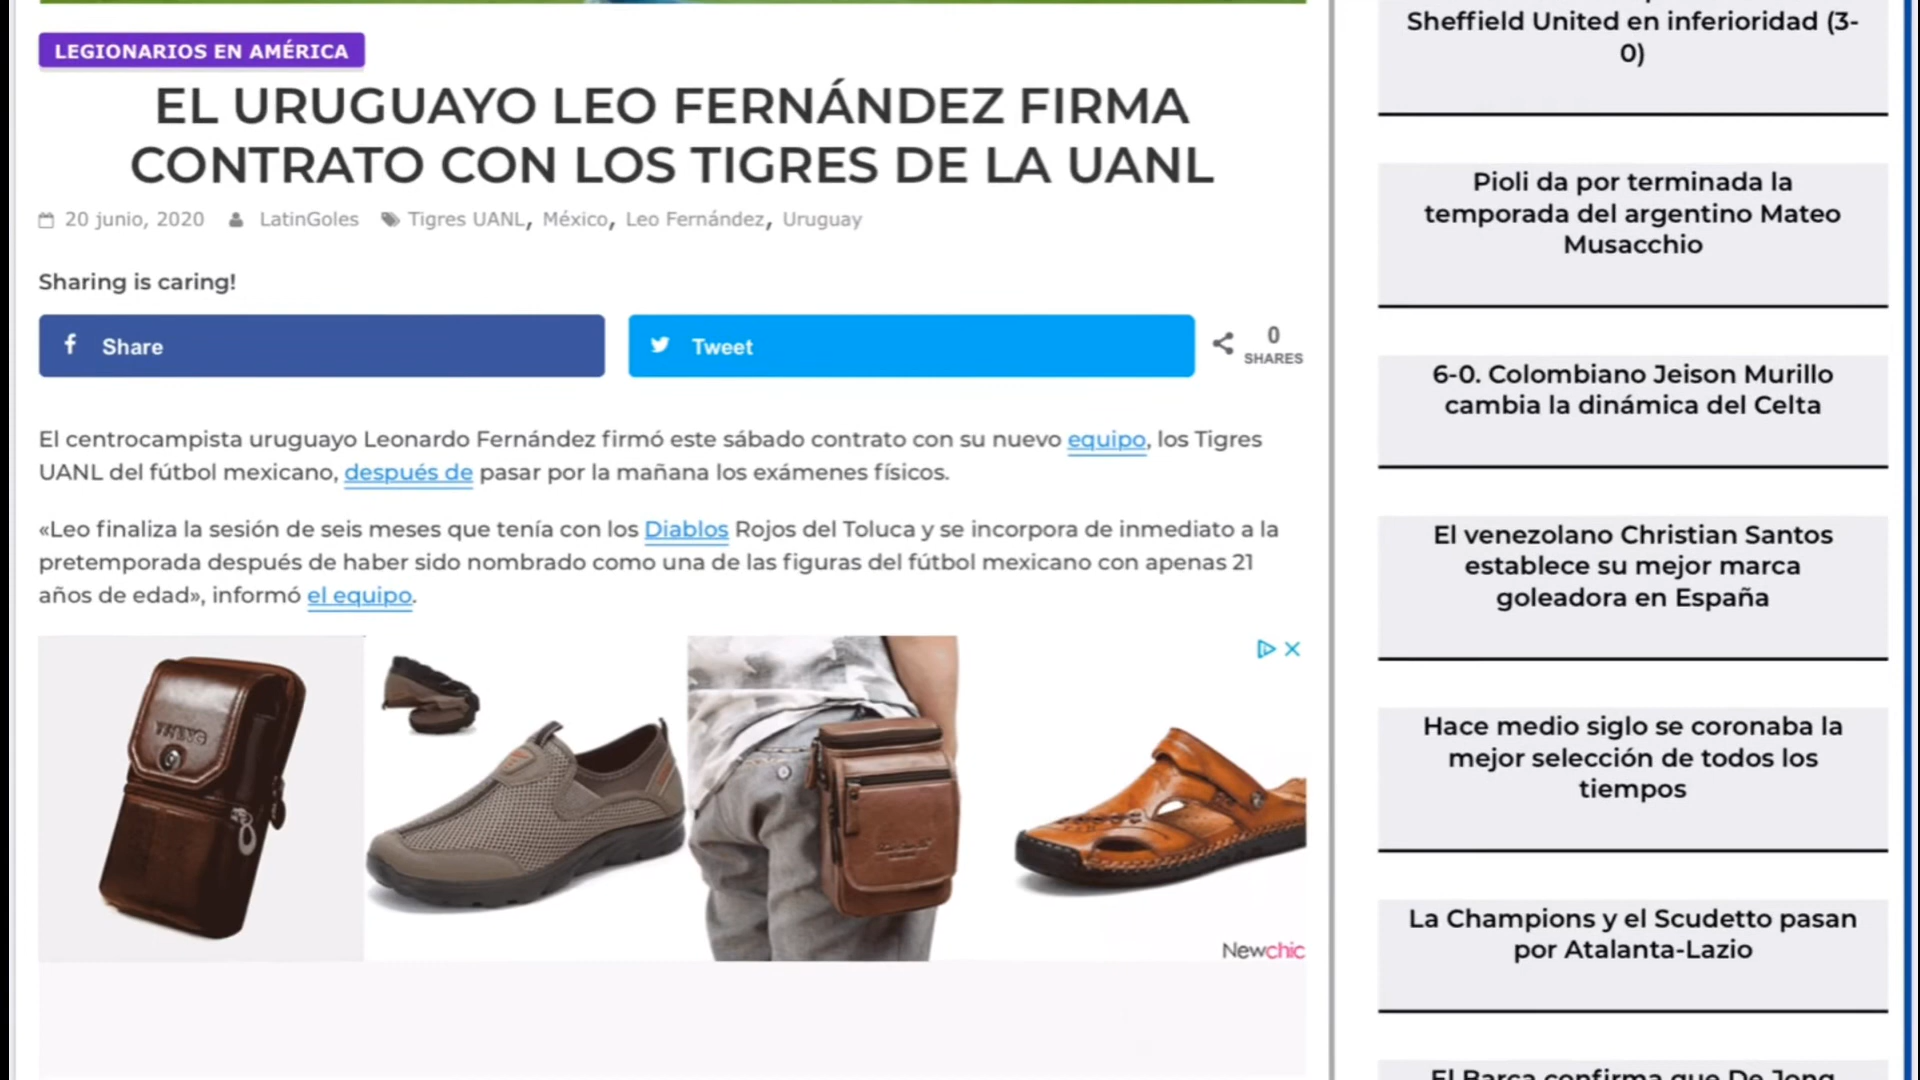 LEGIONARIOS EN AMÉRICA
EL URUGUAYO LEO FERNÁNDEZ FIRMA
CONTRATO CON LOS TIGRES DE LA UANL
20 junio, 2020 LatinGoles Tigres UANL, México, Leo Fernández, Uruguay
Sharing is caring!
Share
Tweet
0
SHARES
El centrocampista uruguayo Leonardo Fernández firmó este sábado contrato con su nuevo equipo, los Tigres
UANL del fútbol mexicano, después de pasar por la mañana los exámenes físicos.
«Leo finaliza la sesión de seis meses que tenía con los Diablos Rojos del Toluca y se incorpora de inmediato a la
pretemporada después de haber sido nombrado como una de las figuras del fútbol mexicano con apenas 21
años de edad», informó el equipo.
Newchic
Sheffield United en inferioridad (3-
0)
Pioli da por terminada la
temporada del argentino Mateo
Musacchio
6-0. Colombiano Jeison Murillo
cambia la dinámica del Celta
El venezolano Christian Santos
establece su mejor marca
goleadora en España
Hace medio siglo se coronaba la
mejor selección de todos los
tiempos
La Champions y el Scudetto pasan
por Atalanta-Lazio
El Barça confirma que De Jong